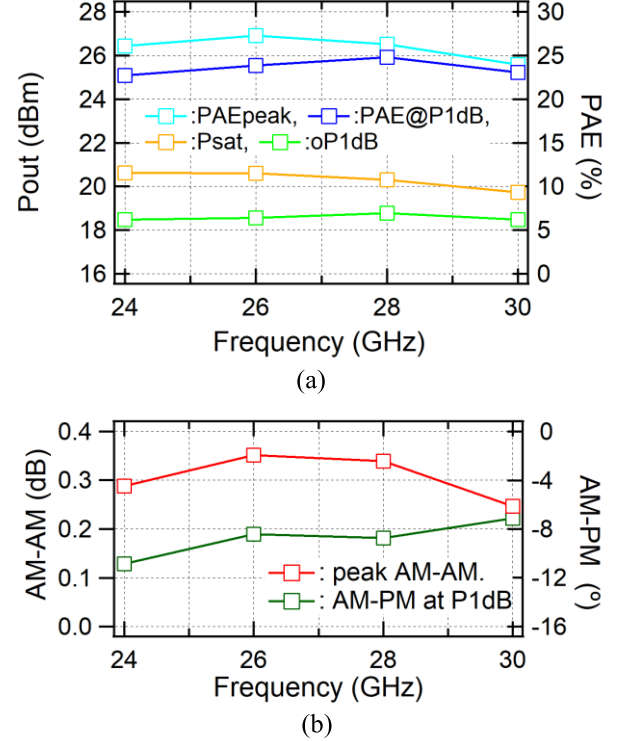 28
26
24
22
20
18
16
Pout (dBm)
30
25
20
15
10
5
0
PAE (%)
:PAEpeak, :PAE@P1dB,
:Psat, :oP1dB
24 26 28 30
Frequency (GHz)
(a)
0.4
0.3
0.2
0.1
0.0
AM-AM (dB)
0
-4
-8
-12
-16
AM-PM (º)
: peak AM-AM.
: AM-PM at P1dB
24 26 28 30
Frequency (GHz)
(b)